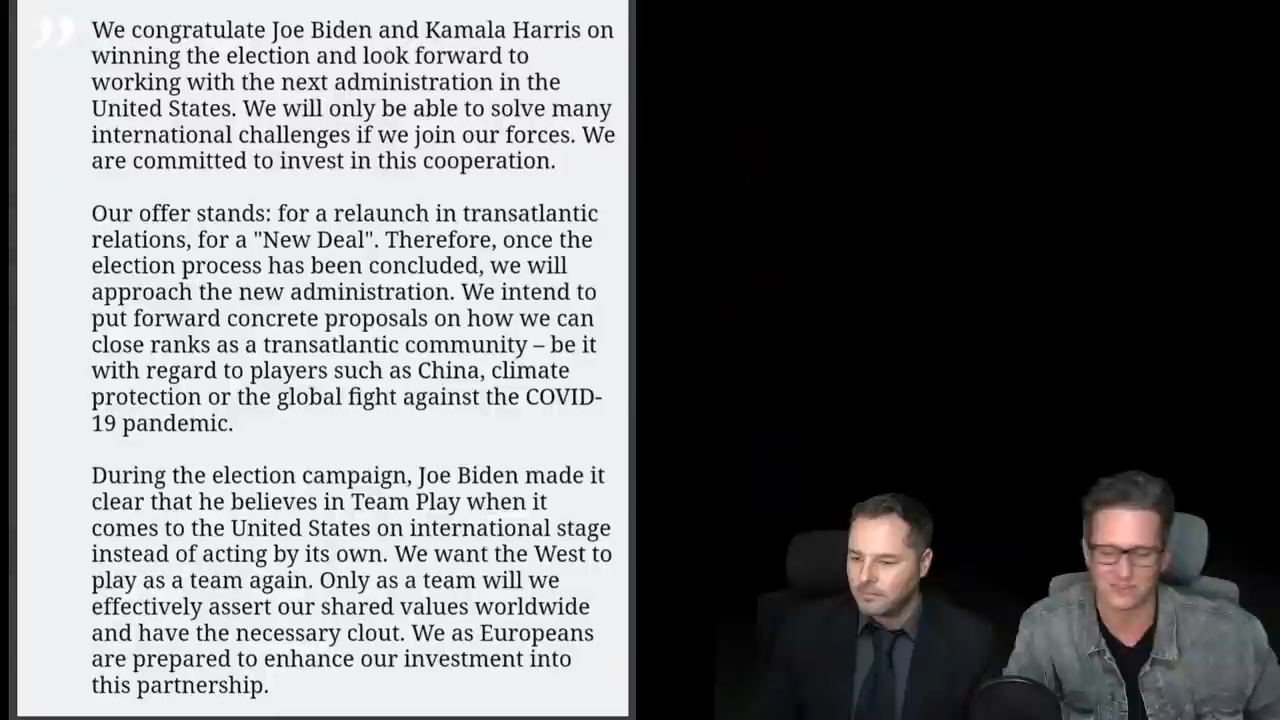 We congratulate Joe Biden and Kamala Harris on
winning the election and look forward to
working with the next administration in the
United States. We will only be able to solve many
international challenges if we join our forces. We
are committed to invest in this cooperation.
Our offer stands: for a relaunch in transatlantic
relations, for a "New Deal". Therefore, once the
election process has been concluded, we will
approach the new administration. We intend to
put forward concrete proposals on how we can
close ranks as a transatlantic community – be it
with regard to players such as China, climate
protection or the global fight against the COVID-
19 pandemic.
During the election campaign, Joe Biden made it
clear that he believes in Team Play when it
comes to the United States on international stage
instead of acting by its own. We want the West to
play as a team again. Only as a team will we
effectively assert our shared values worldwide
and have the necessary clout. We as Europeans
are prepared to enhance our investment into
this partnership.